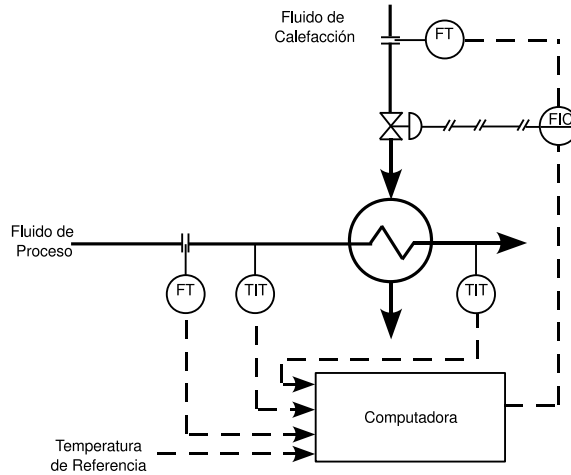 Fluido de
Calefacción
FT
FIC
Fluido de
Proceso
FT
TIT
TIT
Computadora
Temperatura
de Referencia